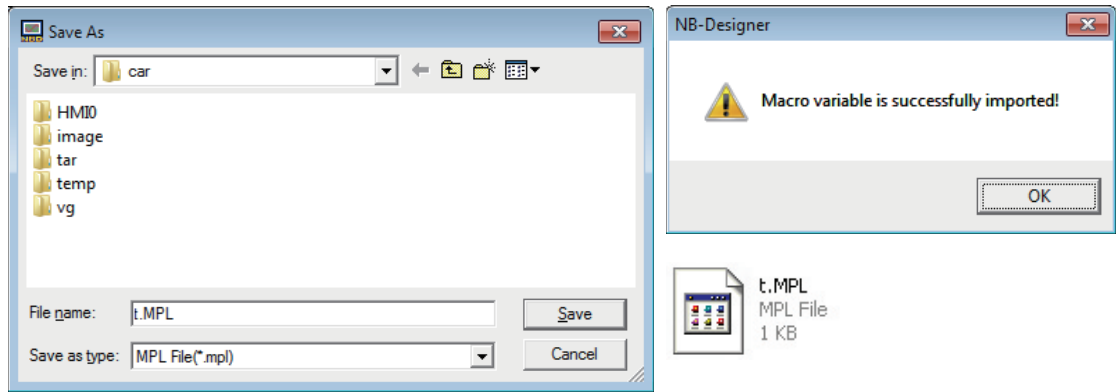 Save As
Save in: car
HMI0
image
tar
temp
vg
File name: t.MPL
Save
Save as type: MPL File(*.mpl)
Cancel
NB-Designer
Macro variable is successfully imported!
OK
t.MPL
MPL File
1 KB